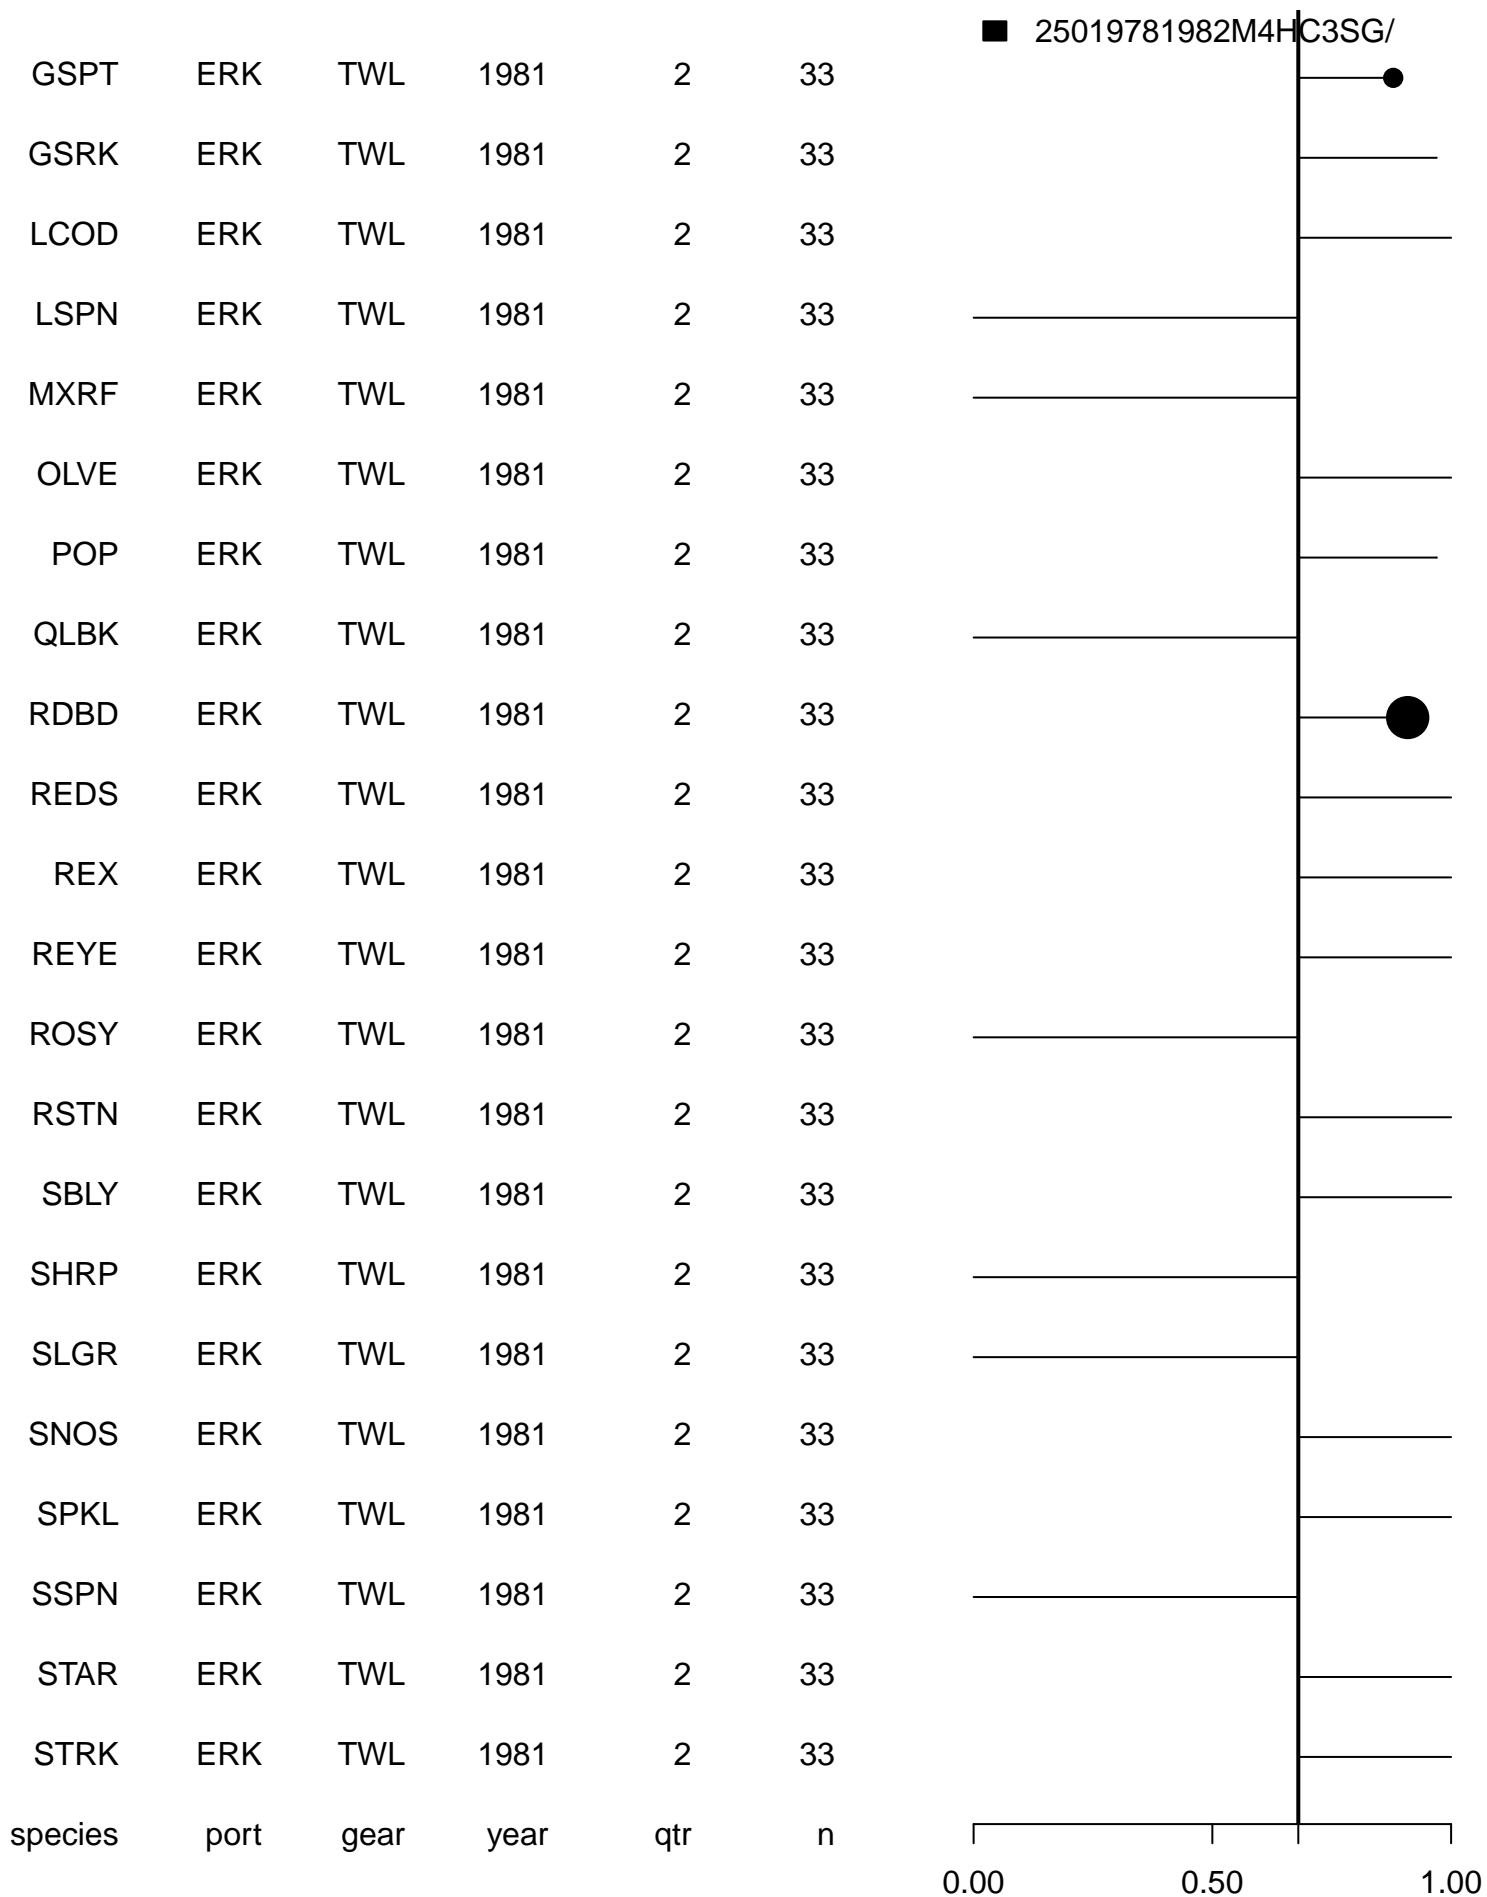 25019781982M4HC3SG/
GSPT ERK TWL 1981 2 33
GSRK ERK TWL 1981 2 33
LCOD ERK TWL 1981 2 33
LSPN ERK TWL 1981 2 33
MXRF ERK TWL 1981 2 33
OLVE ERK TWL 1981 2 33
POP ERK TWL 1981 2 33
QLBK ERK TWL 1981 2 33
RDBD ERK TWL 1981 2 33
REDS ERK TWL 1981 2 33
REX ERK TWL 1981 2 33
REYE ERK TWL 1981 2 33
ROSY ERK TWL 1981 2 33
RSTN ERK TWL 1981 2 33
SBLY ERK TWL 1981 2 33
SHRP ERK TWL 1981 2 33
SLGR ERK TWL 1981 2 33
SNOS ERK TWL 1981 2 33
SPKL ERK TWL 1981 2 33
SSPN ERK TWL 1981 2 33
STAR ERK TWL 1981 2 33
STRK ERK TWL 1981 2 33
species port gear year qtr n
0.00 0.50 1.00